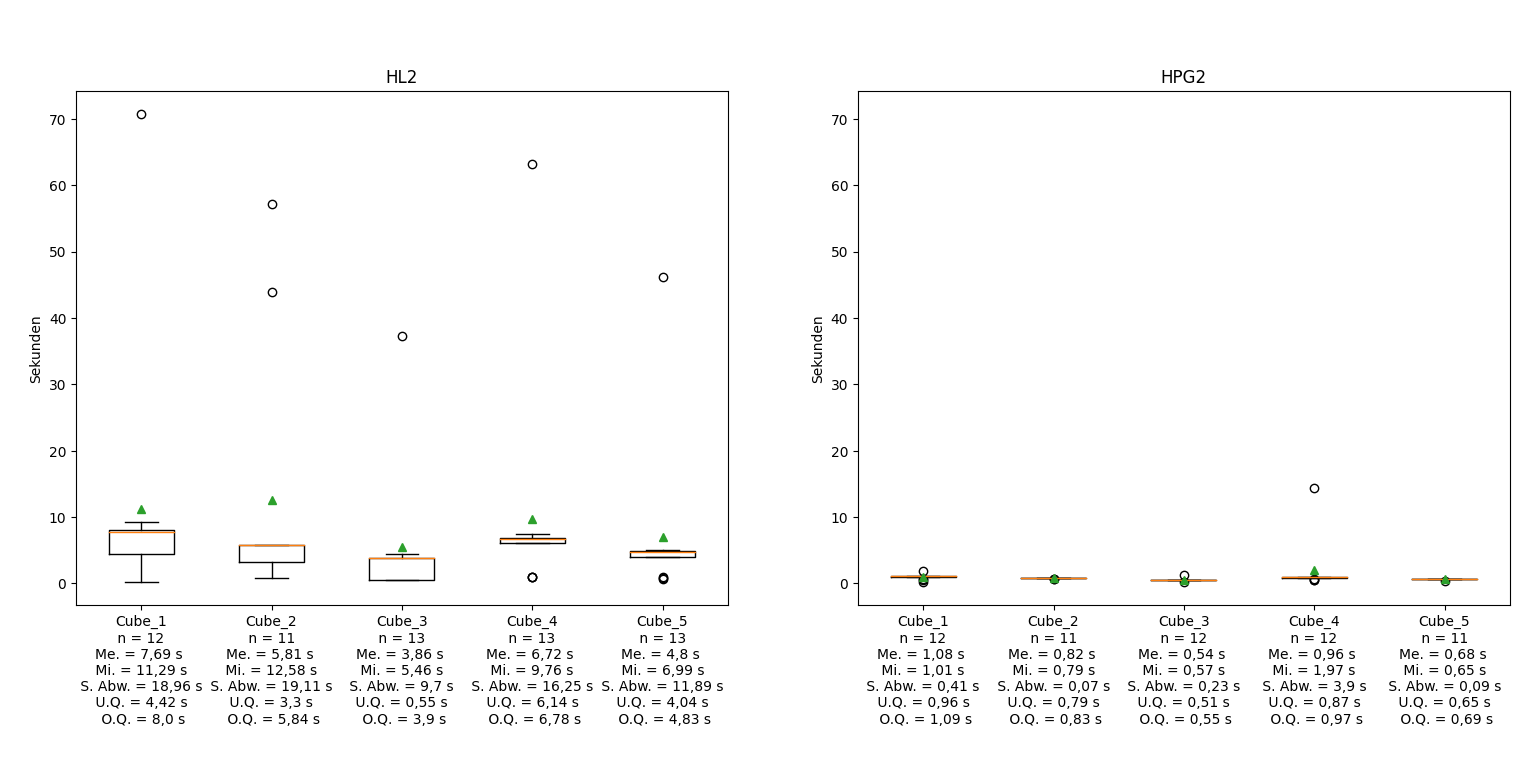 HL2
Sekunden
70
60
50
40
30
20
10
0
Cube_1
n = 12
Me. = 7,69 s
Mi. = 11,29 s
S. Abw. = 18,96 s
U.Q. = 4,42 s
O.Q. = 8,0 s
Cube_2
n = 11
Me. = 5,81 s
Mi. = 12,58 s
S. Abw. = 19,11 s
U.Q. = 3,3 s
O.Q. = 5,84 s
Cube_3
n = 13
Me. = 3,86 s
Mi. = 5,46 s
S. Abw. = 9,7 s
U.Q. = 0,55 s
O.Q. = 3,9 s
Cube_4
n = 13
Me. = 6,72 s
Mi. = 9,76 s
S. Abw. = 16,25 s
U.Q. = 6,14 s
O.Q. = 6,78 s
Cube_5
n = 13
Me. = 4,8 s
Mi. = 6,99 s
S. Abw. = 11,89 s
U.Q. = 4,04 s
O.Q. = 4,83 s
HPG2
Sekunden
70
60
50
40
30
20
10
0
Cube_1
n = 12
Me. = 1,08 s
Mi. = 1,01 s
S. Abw. = 0,41 s
U.Q. = 0,96 s
O.Q. = 1,09 s
Cube_2
n = 11
Me. = 0,82 s
Mi. = 0,79 s
S. Abw. = 0,07 s
U.Q. = 0,79 s
O.Q. = 0,83 s
Cube_3
n = 12
Me. = 0,54 s
Mi. = 0,57 s
S. Abw. = 0,23 s
U.Q. = 0,51 s
O.Q. = 0,55 s
Cube_4
n = 12
Me. = 0,96 s
Mi. = 1,97 s
S. Abw. = 3,9 s
U.Q. = 0,87 s
O.Q. = 0,97 s
Cube_5
n = 11
Me. = 0,68 s
Mi. = 0,65 s
S. Abw. = 0,09 s
U.Q. = 0,65 s
O.Q. = 0,69 s